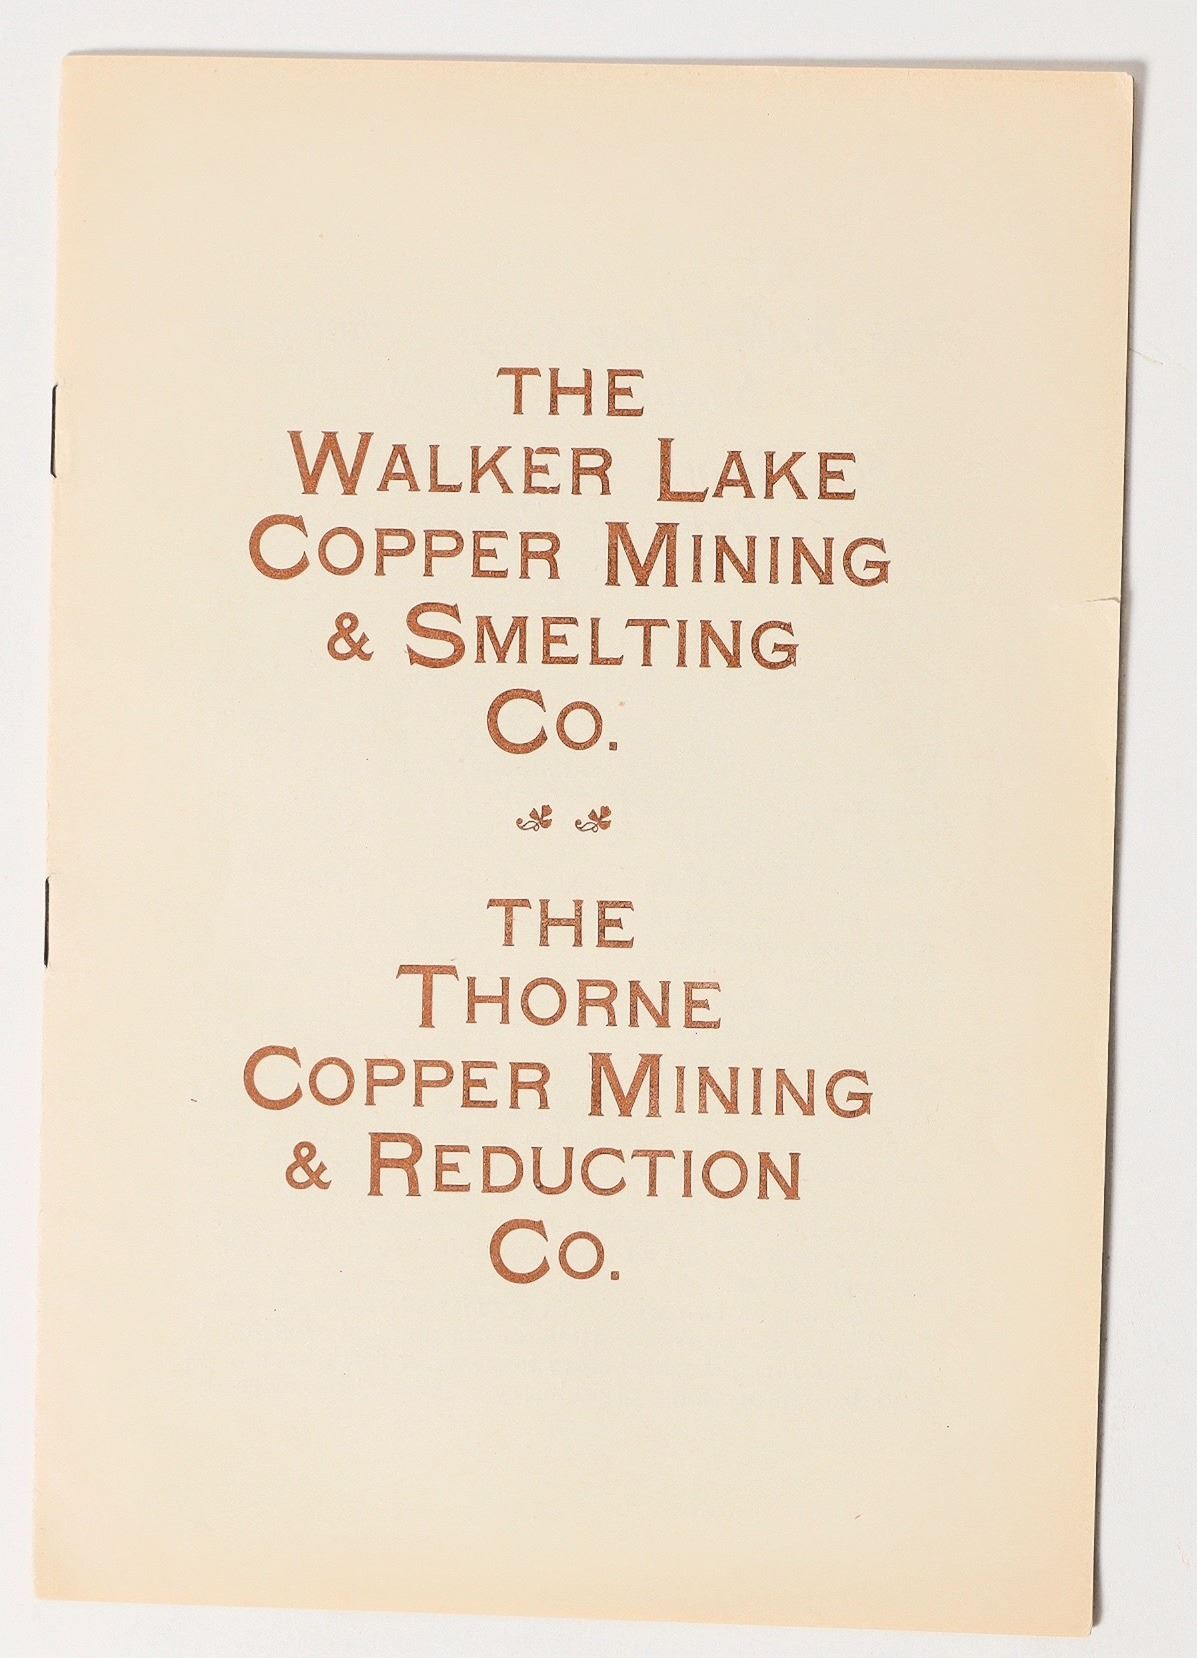 THE
WALKER LAKE
COPPER MINING
& SMELTING
CO.
THE
THORNE
COPPER MINING
& REDUCTION
CO.